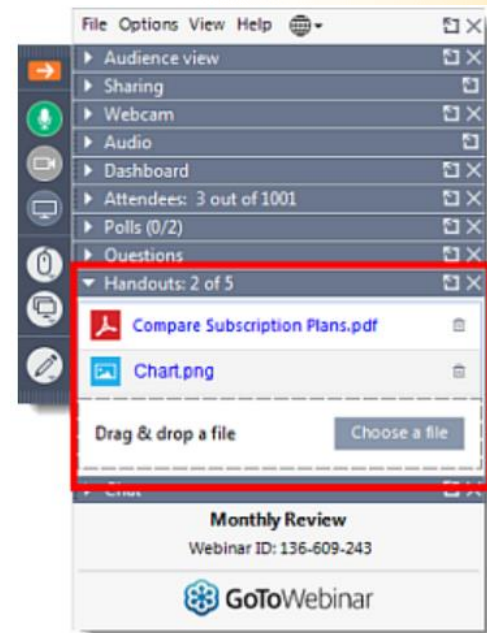 File Options View Help
Audience view
Sharing
Webcam
Audio
Dashboard
Attendees: 3 out of 1001
Polls (0/2)
Questions
Handouts: 2 of 5
Compare Subscription Plans.pdf
Chart.png
Drag & drop a file Choose a file
Chat
Monthly Review
Webinar ID: 136-609-243
GoToWebinar